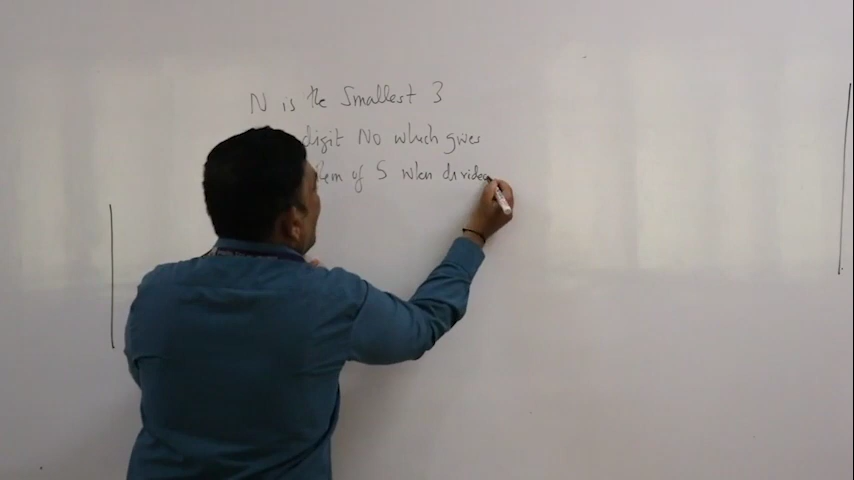 N is the Smallest 3
digit No which gives
Rem of 5 when divided